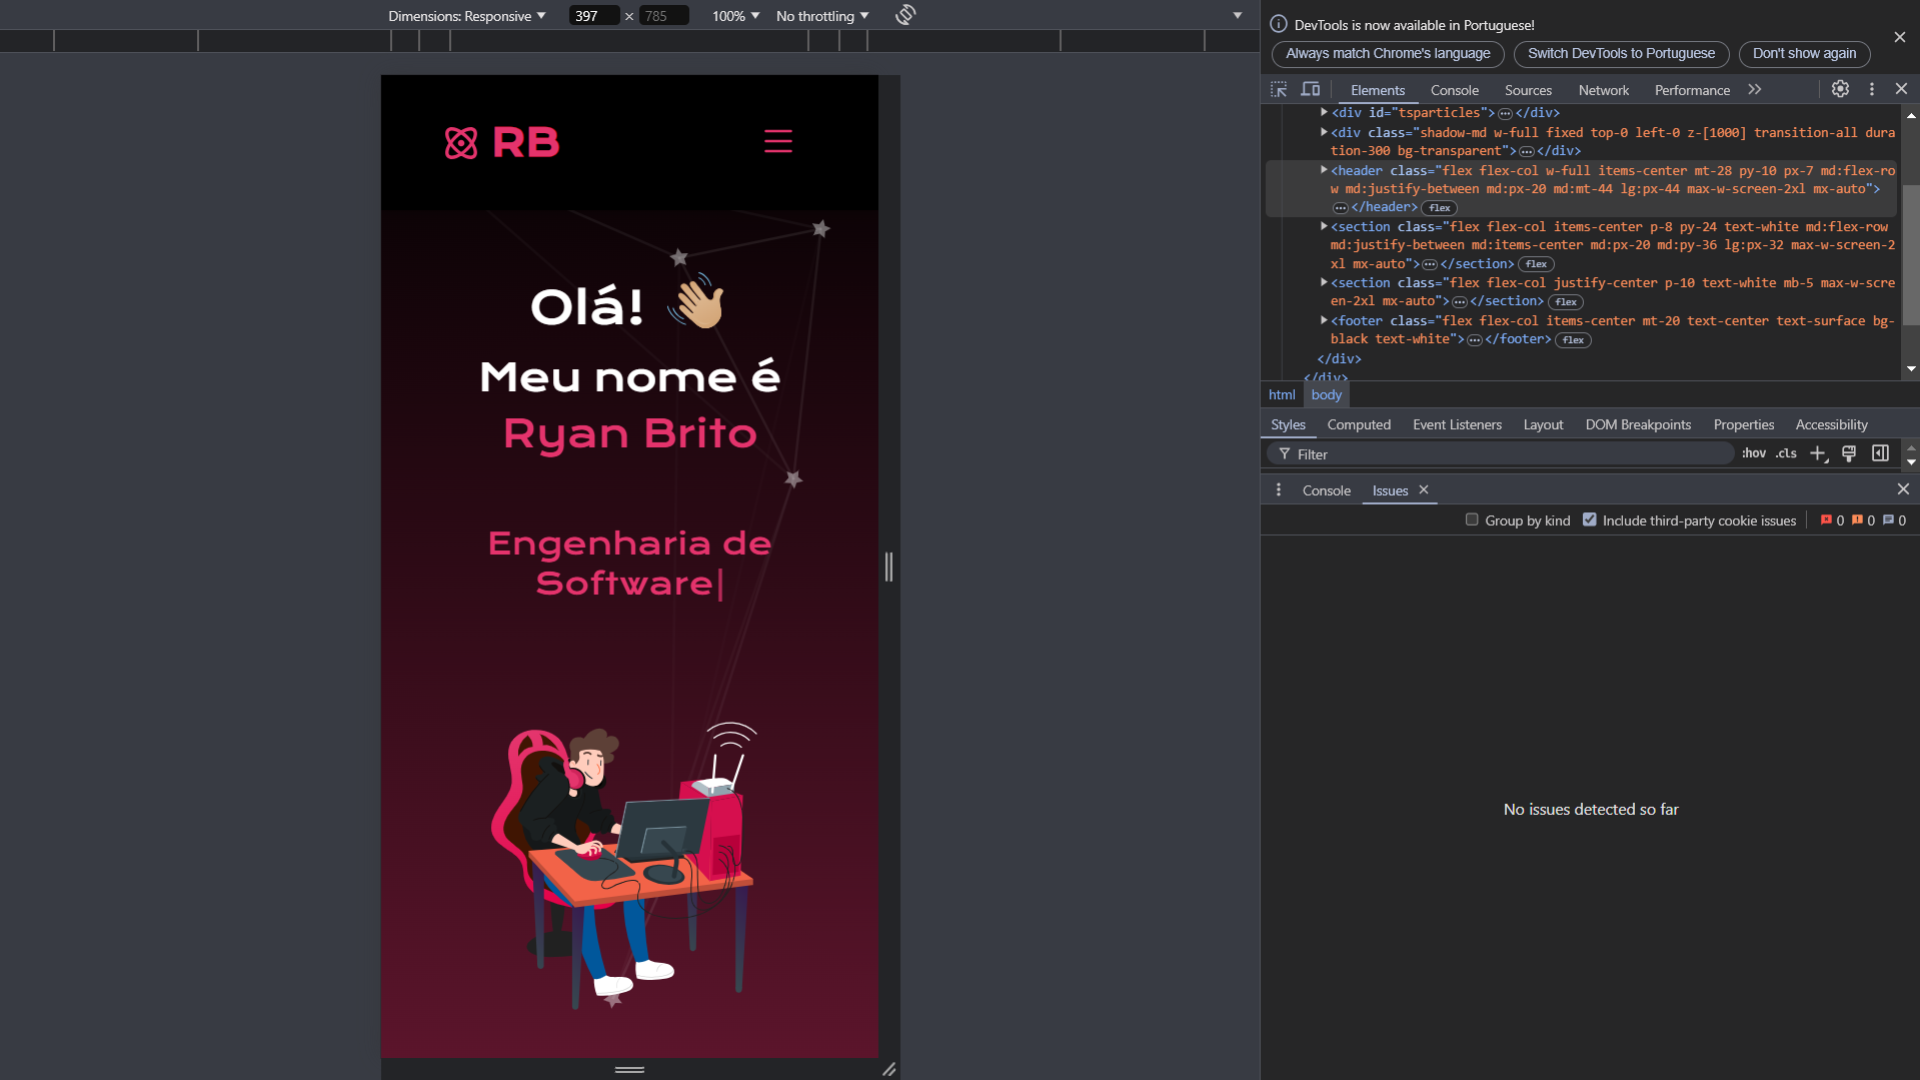 Dimensions: Responsive 397 × 785 100% No throttling
RB
Olá! 👋🏼
Meu nome é
Ryan Brito
Engenharia de
Software|
DevTools is now available in Portuguese!
Always match Chrome's language Switch DevTools to Portuguese Don't show again
Elements Console Sources Network Performance
<div id="tsparticles"> </div>
<div class="shadow-md w-full fixed top-0 left-0 z-[1000] transition-all dura
tion-300 bg-transparent"> </div>
<header class="flex flex-col w-full items-center mt-28 py-10 px-7 md:flex-ro
w md:justify-between md:px-20 md:mt-44 lg:px-44 max-w-screen-2xl mx-auto">
</header> flex
<section class="flex flex-col items-center p-8 py-24 text-white md:flex-row
md:justify-between md:items-center md:px-20 md:py-36 lg:px-32 max-w-screen-2
xl mx-auto"> </section> flex
<section class="flex flex-col justify-center p-10 text-white mb-5 max-w-scre
en-2xl mx-auto"> </section> flex
<footer class="flex flex-col items-center mt-20 text-center text-surface bg-
black text-white"> </footer> flex
</div>
</div>
html body
Styles Computed Event Listeners Layout DOM Breakpoints Properties Accessibility
Filter :hov .cls
Console Issues
Group by kind Include third-party cookie issues 0 0 0
No issues detected so far